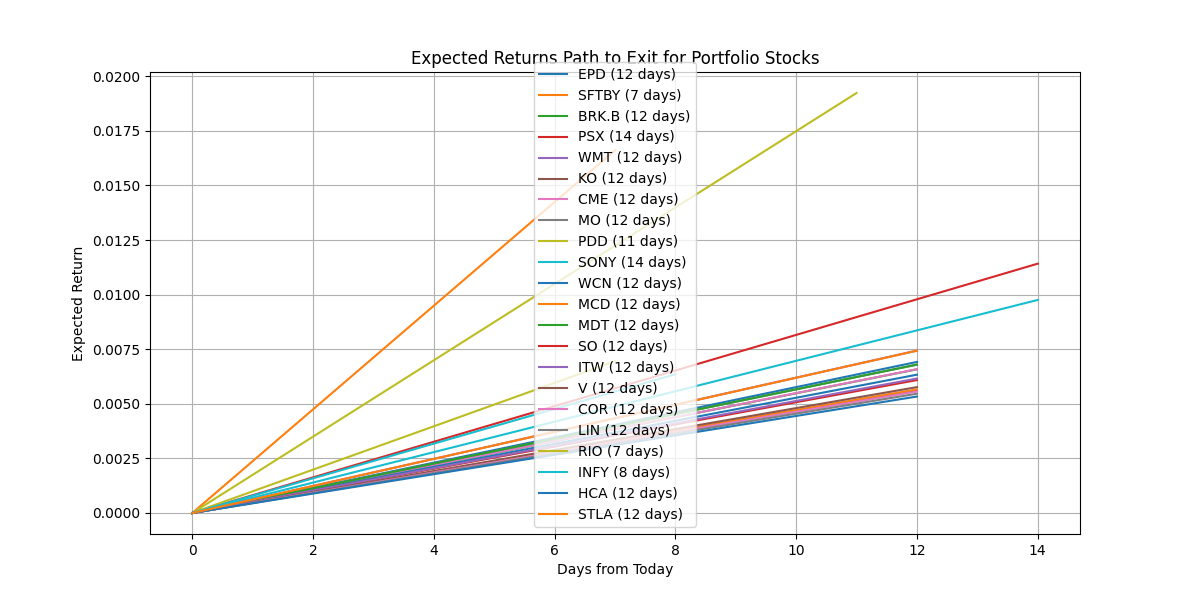 Expected Returns Path to Exit for Portfolio Stocks
0.0200
0.0175
0.0150
0.0125
0.0100
0.0075
0.0050
0.0025
0.0000
Expected Return
EPD (12 days)
SFTBY (7 days)
BRK.B (12 days)
PSX (14 days)
WMT (12 days)
KO (12 days)
CME (12 days)
MO (12 days)
PDD (11 days)
SONY (14 days)
WCN (12 days)
MCD (12 days)
MDT (12 days)
SO (12 days)
ITW (12 days)
V (12 days)
COR (12 days)
LIN (12 days)
RIO (7 days)
INFY (8 days)
HCA (12 days)
STLA (12 days)
0 2 4 6 8 10 12 14
Days from Today